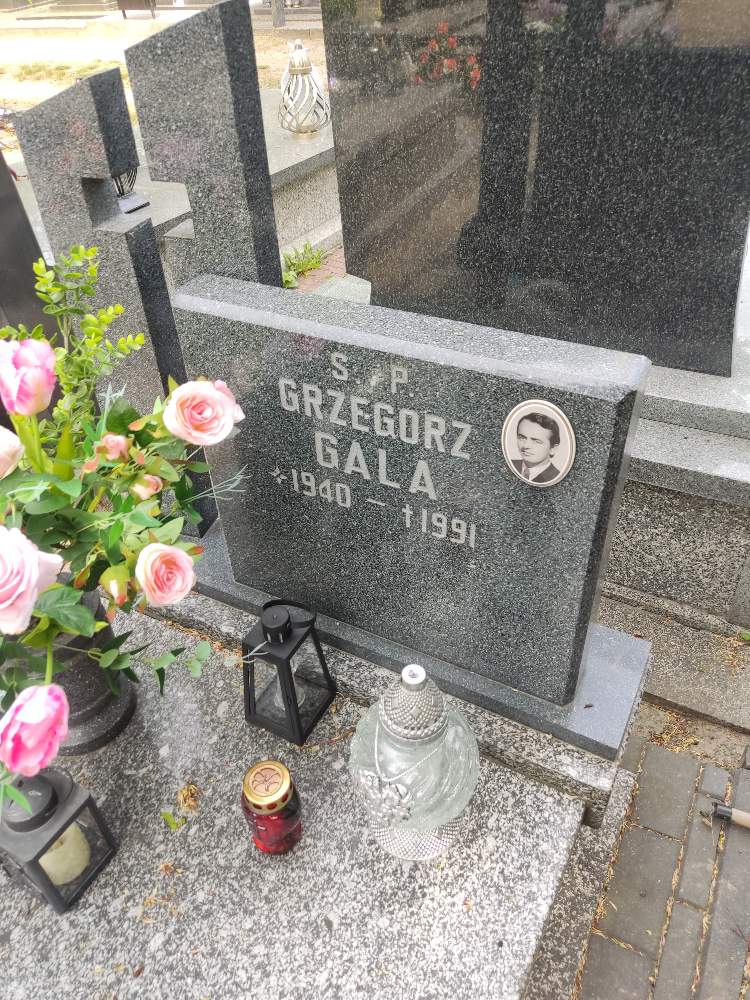 Ś. P.
GRZEGORZ
GALA
* 1940 — † 1991